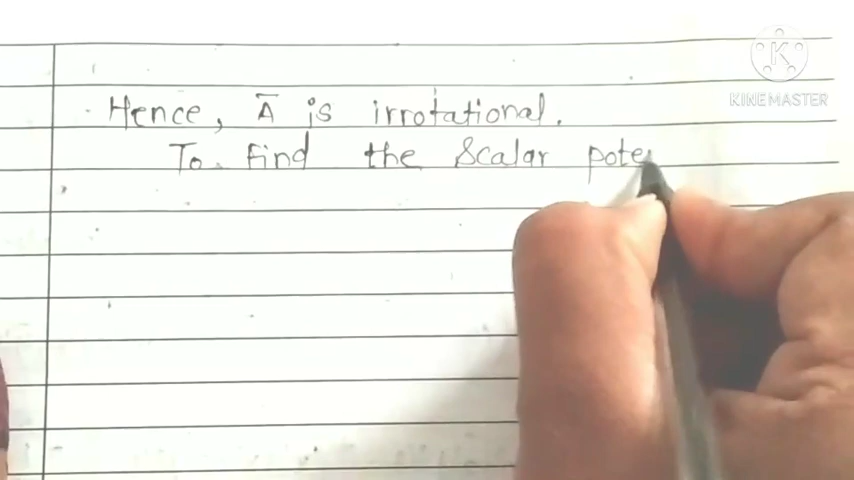 Hence, A̅ is irrotational.
To find the Scalar pote
K
KINEMASTER